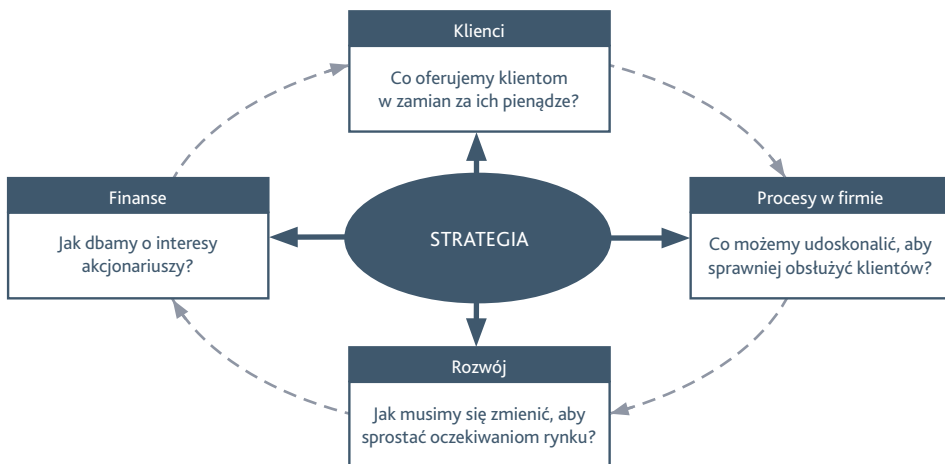 Klienci
Co oferujemy klientom
w zamian za ich pienądze?
Finanse
Jak dbamy o interesy
akcjonariuszy?
STRATEGIA
Procesy w firmie
Co możemy udoskonalić, aby
sprawniej obsłużyć klientów?
Rozwój
Jak musimy się zmienić, aby
sprostać oczekiwaniom rynku?